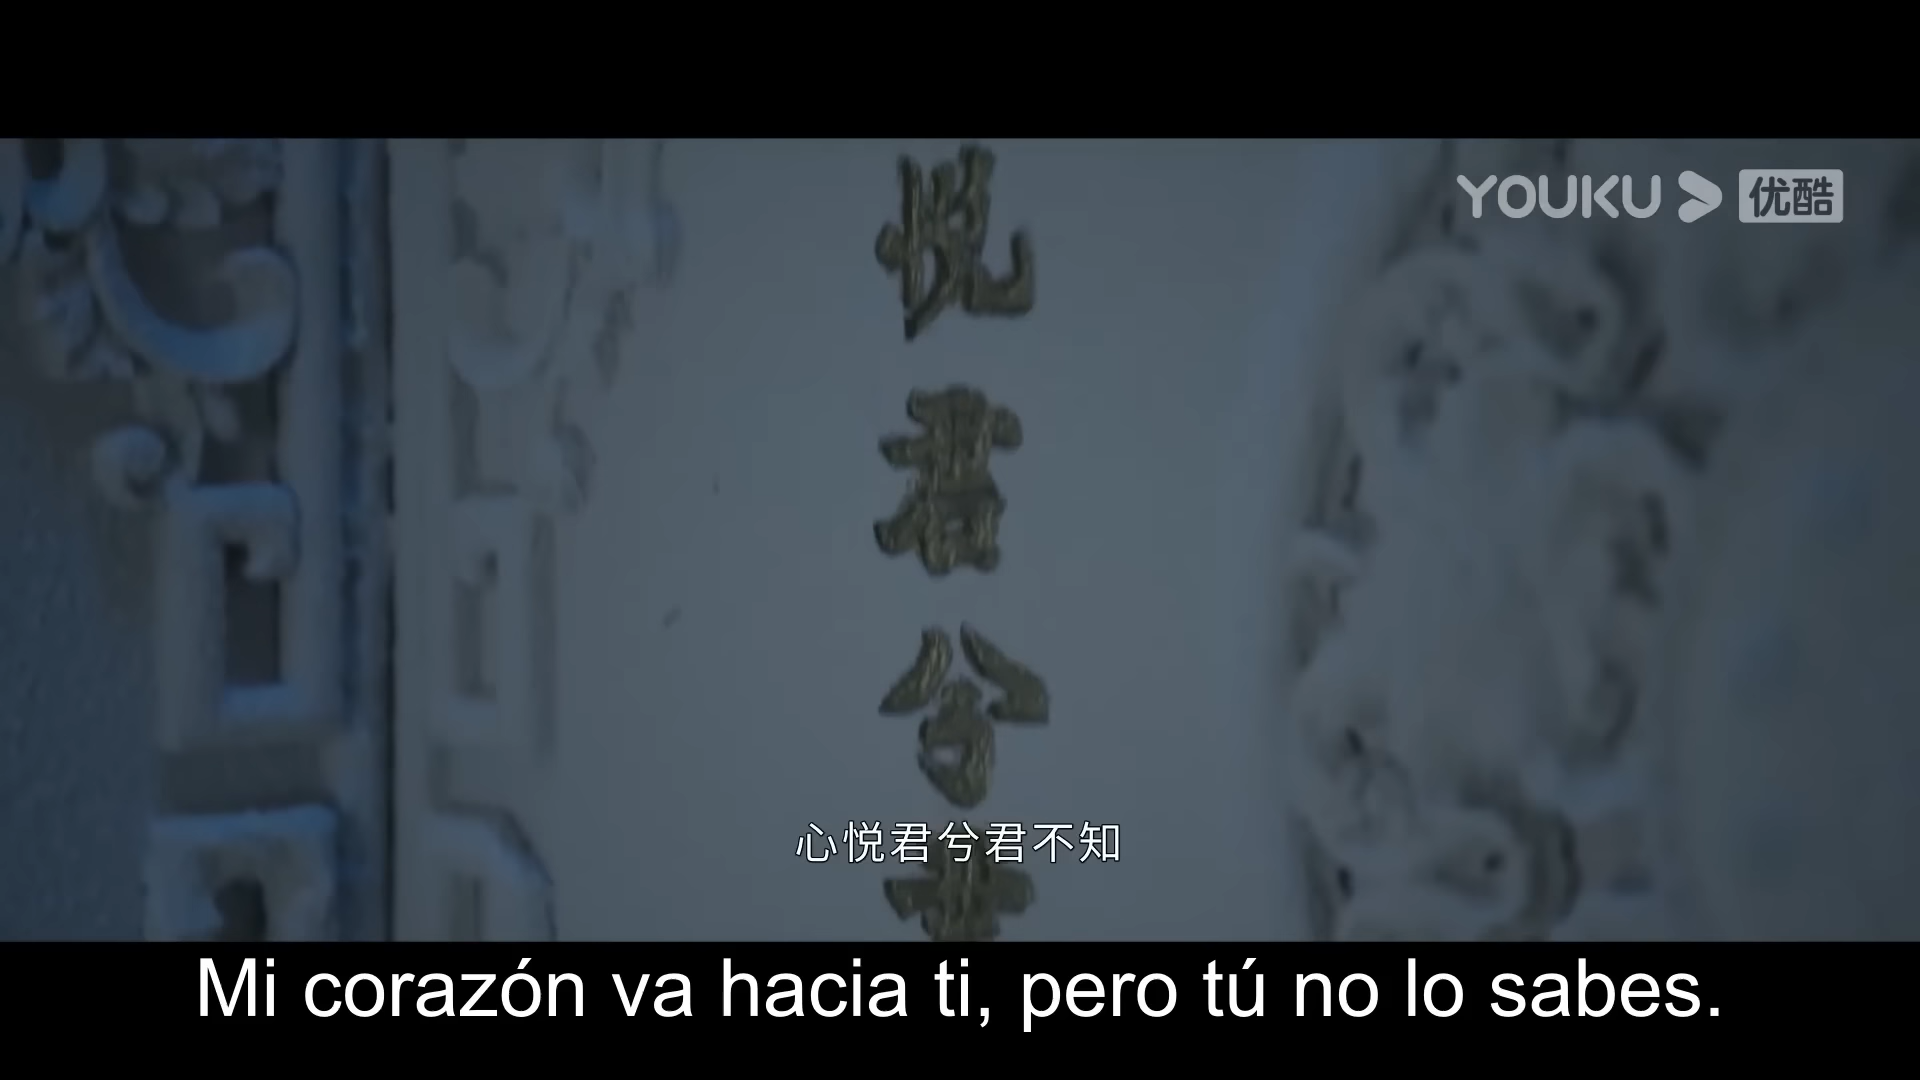 YOUKU 优酷
悦
君
兮
心悦君兮君不知
Mi corazón va hacia ti, pero tú no lo sabes.